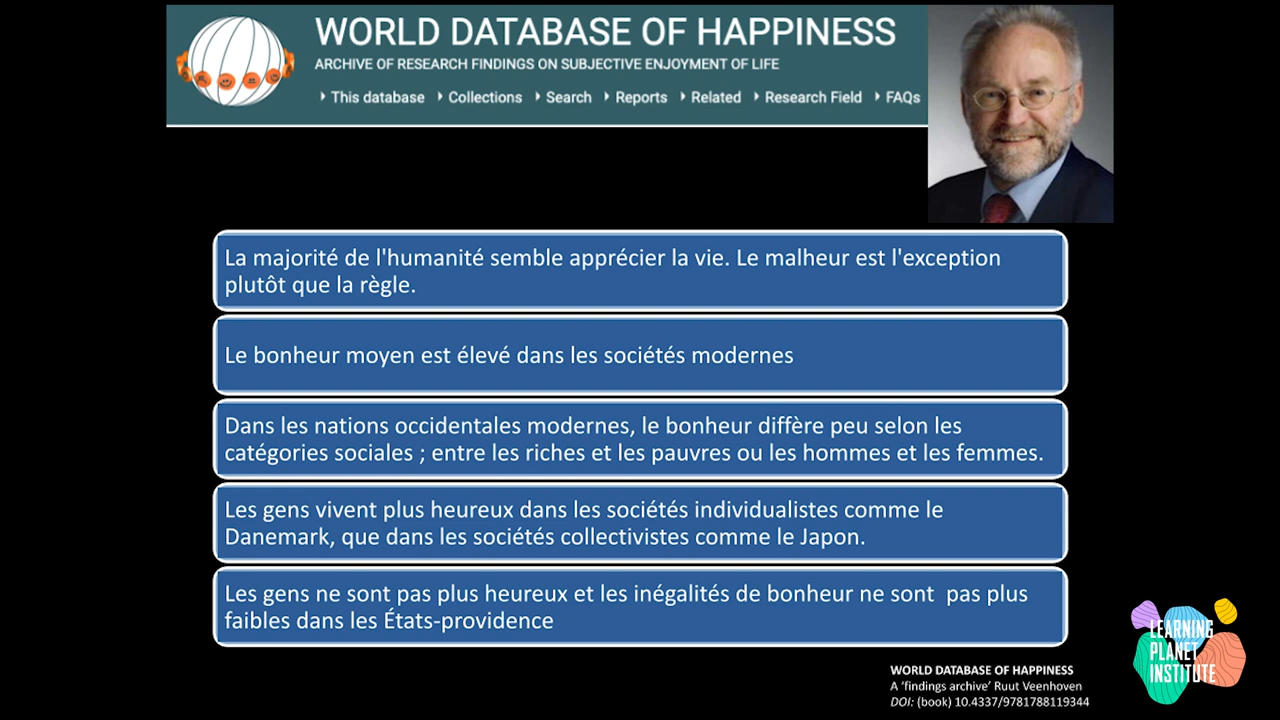 WORLD DATABASE OF HAPPINESS
ARCHIVE OF RESEARCH FINDINGS ON SUBJECTIVE ENJOYMENT OF LIFE
This database Collections Search Reports Related Research Field FAQs
La majorité de l'humanité semble apprécier la vie. Le malheur est l'exception
plutôt que la règle.
Le bonheur moyen est élevé dans les sociétés modernes
Dans les nations occidentales modernes, le bonheur diffère peu selon les
catégories sociales ; entre les riches et les pauvres ou les hommes et les femmes.
Les gens vivent plus heureux dans les sociétés individualistes comme le
Danemark, que dans les sociétés collectivistes comme le Japon.
Les gens ne sont pas plus heureux et les inégalités de bonheur ne sont  pas plus
faibles dans les États-providence
WORLD DATABASE OF HAPPINESS
A ‘findings archive’ Ruut Veenhoven
DOI: (book) 10.4337/9781788119344
LEARNING
PLANET
INSTITUTE